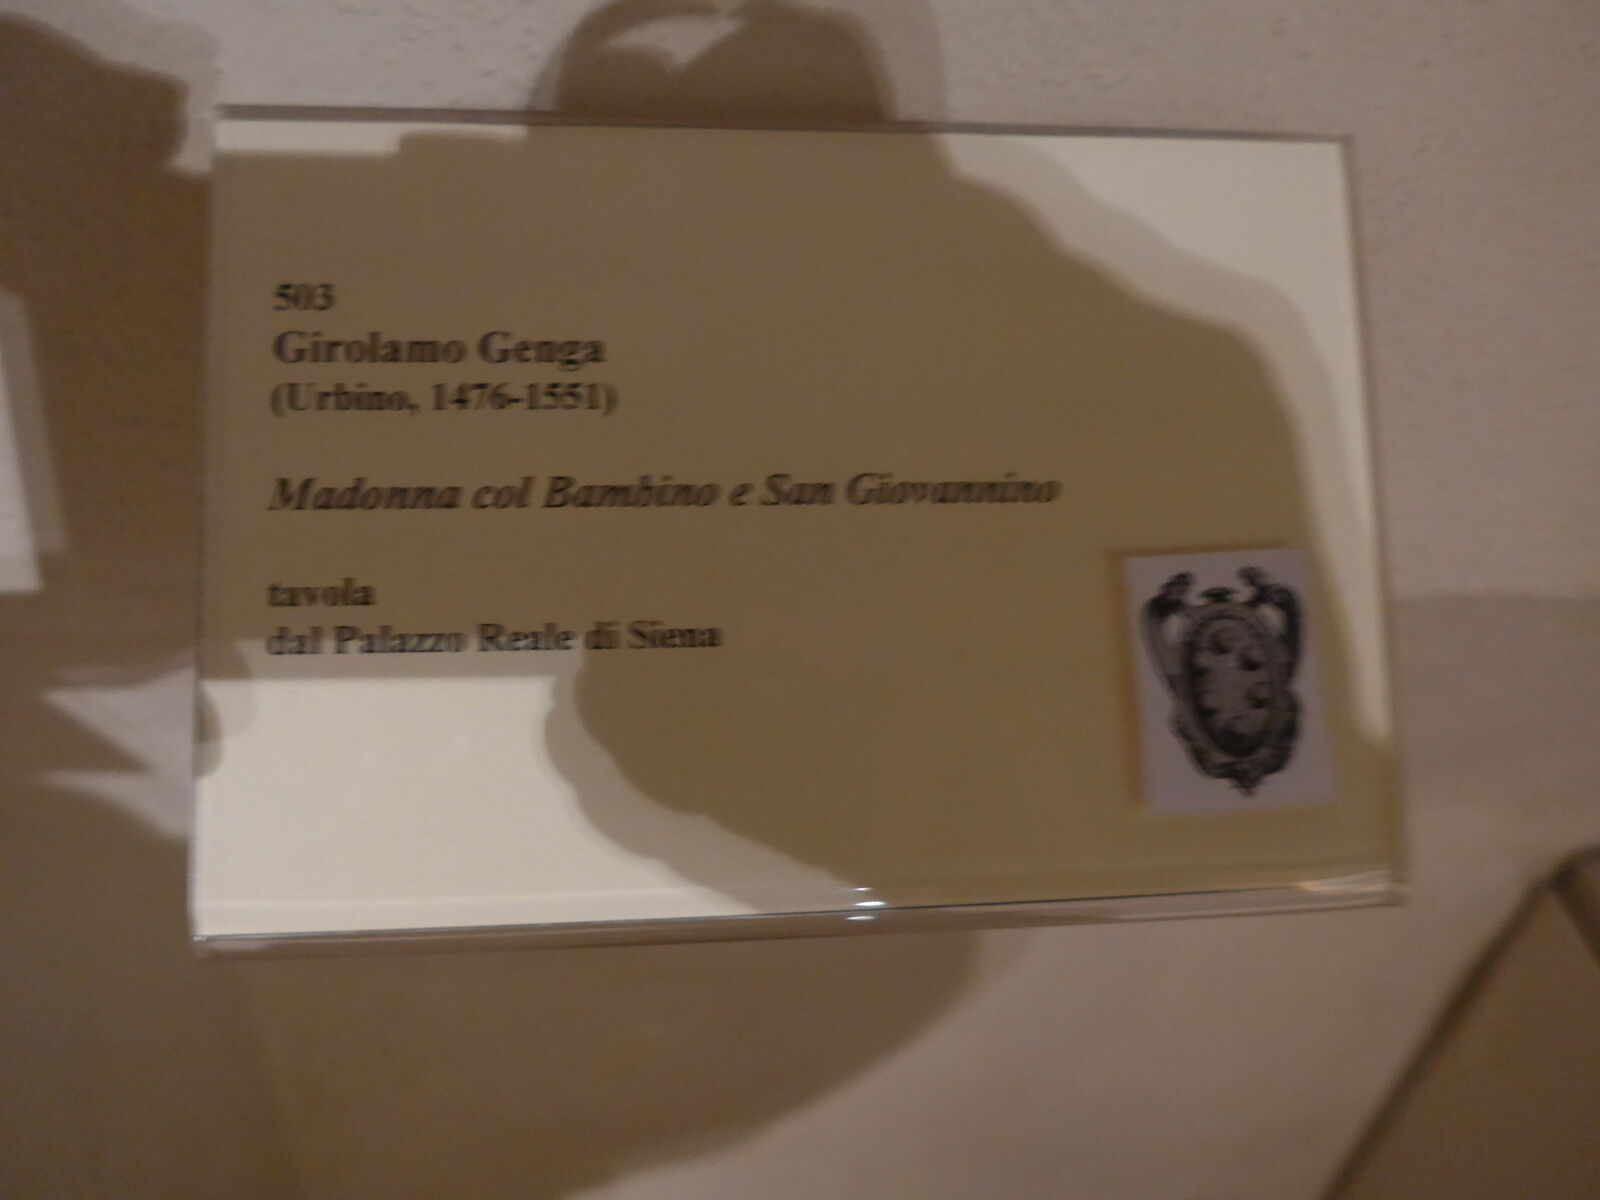 503
Girolamo Genga
(Urbino, 1476-1551)
Madonna col Bambino e San Giovannino
tavola
dal Palazzo Reale di Siena